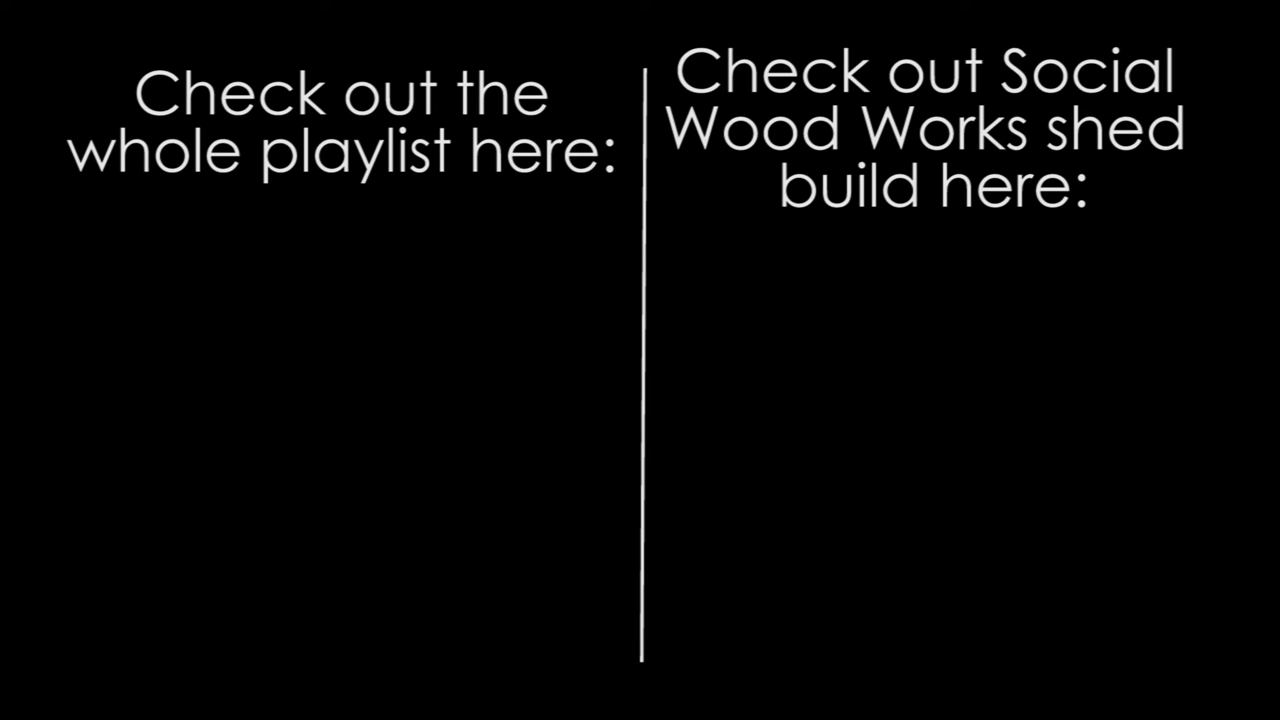 Check out the
whole playlist here:
Check out Social
Wood Works shed
build here: